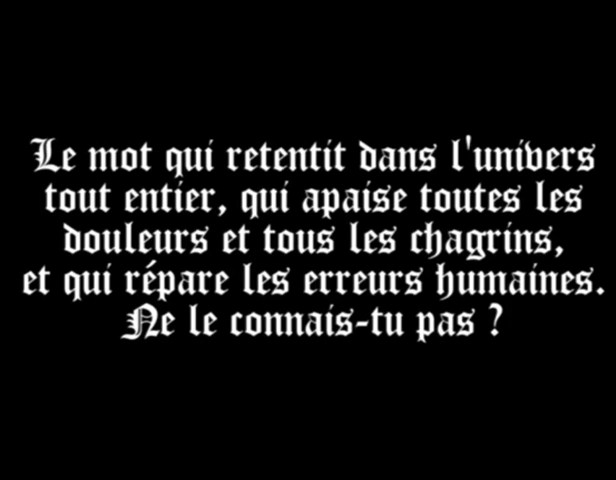 Le mot qui retentit dans l'univers
tout entier, qui apaise toutes les
douleurs et tous les chagrins,
et qui répare les erreurs humaines.
Ne le connais-tu pas ?